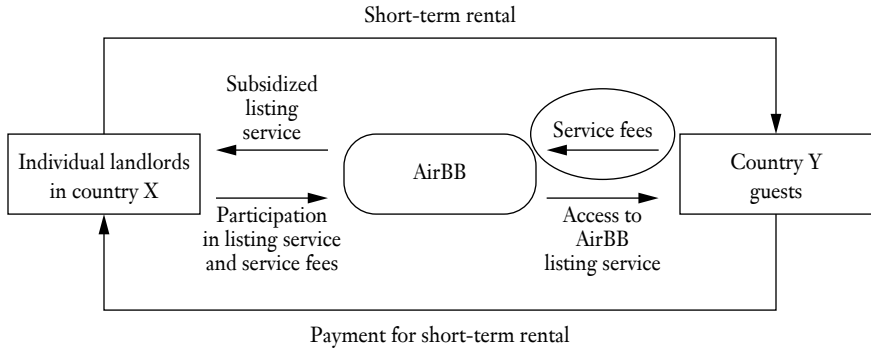 Short-term rental
Subsidized
listing
service
Service fees
Individual landlords
in country X
AirBB
Country Y
guests
Participation
in listing service
and service fees
Access to
AirBB
listing service
Payment for short-term rental